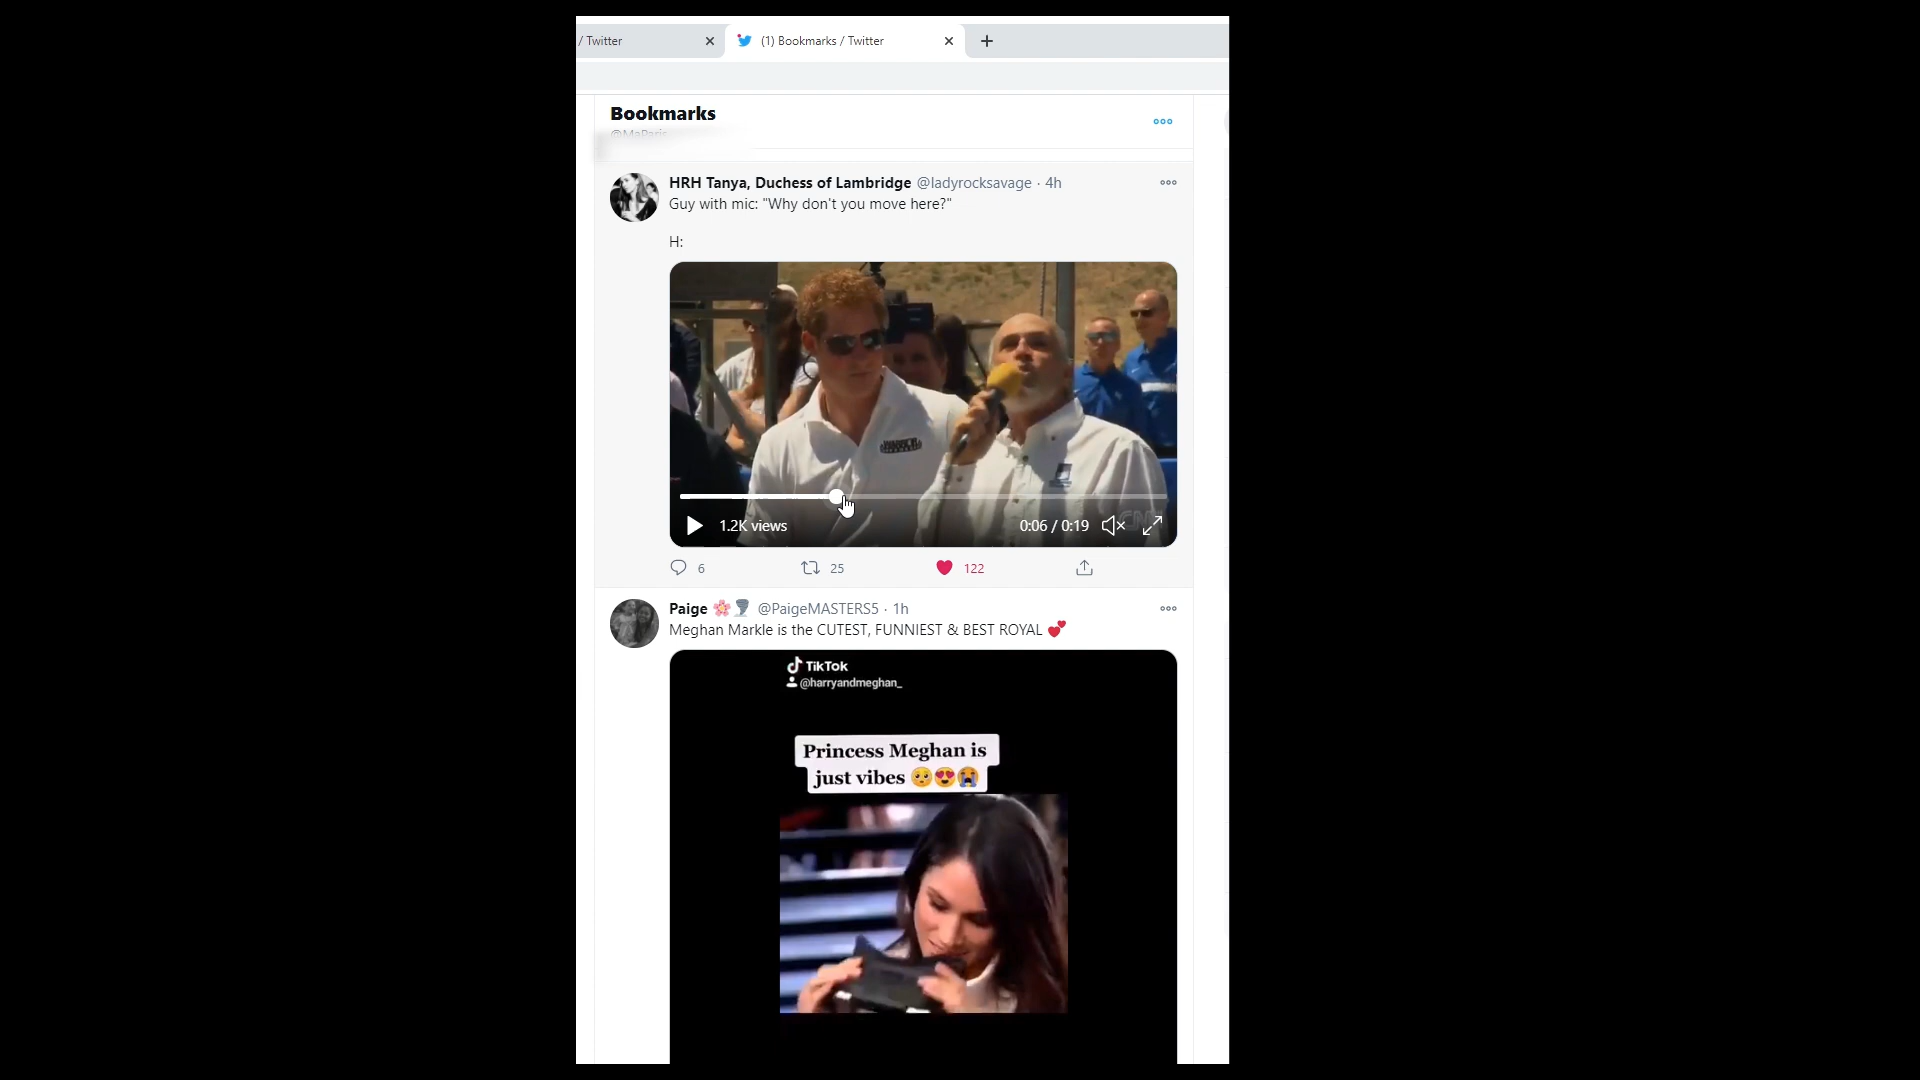 / Twitter
(1) Bookmarks / Twitter
Bookmarks
@MaParis
HRH Tanya, Duchess of Lambridge @ladyrocksavage · 4h
Guy with mic: "Why don't you move here?"
H:
1.2K views
0:06 / 0:19
CNN
6 25 122
Paige 🌸🌪️ @PaigeMASTERS5 · 1h
Meghan Markle is the CUTEST, FUNNIEST & BEST ROYAL 💕
TikTok
@harryandmeghan_
Princess Meghan is
just vibes 🥺😍😭